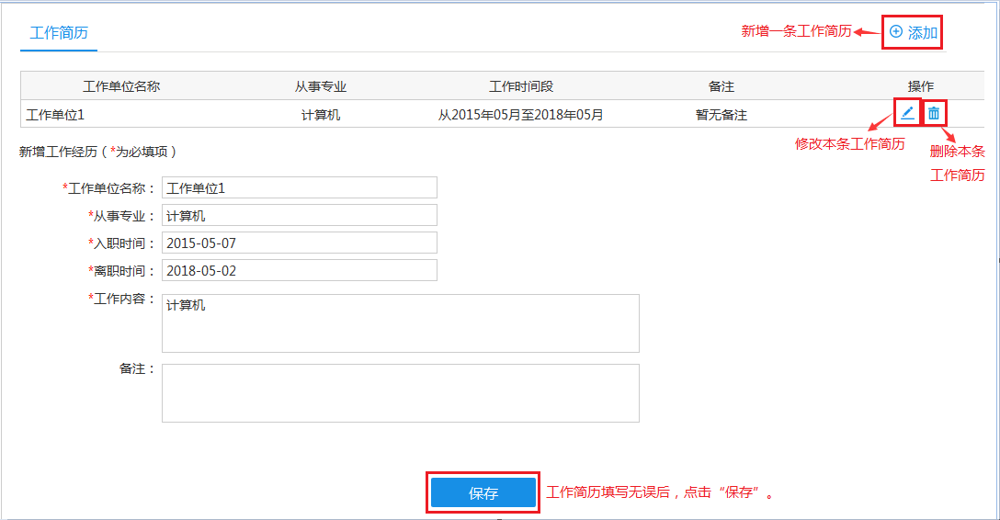 工作简历
新增一条工作简历
添加
工作单位名称 从事专业 工作时间段 备注 操作
工作单位1 计算机 从2015年05月至2018年05月 暂无备注
修改本条工作简历
删除本条
工作简历
新增工作经历（*为必填项）
*工作单位名称： 工作单位1
*从事专业： 计算机
*入职时间： 2015-05-07
*离职时间： 2018-05-02
*工作内容： 计算机
备注：
保存
工作简历填写无误后，点击“保存”。